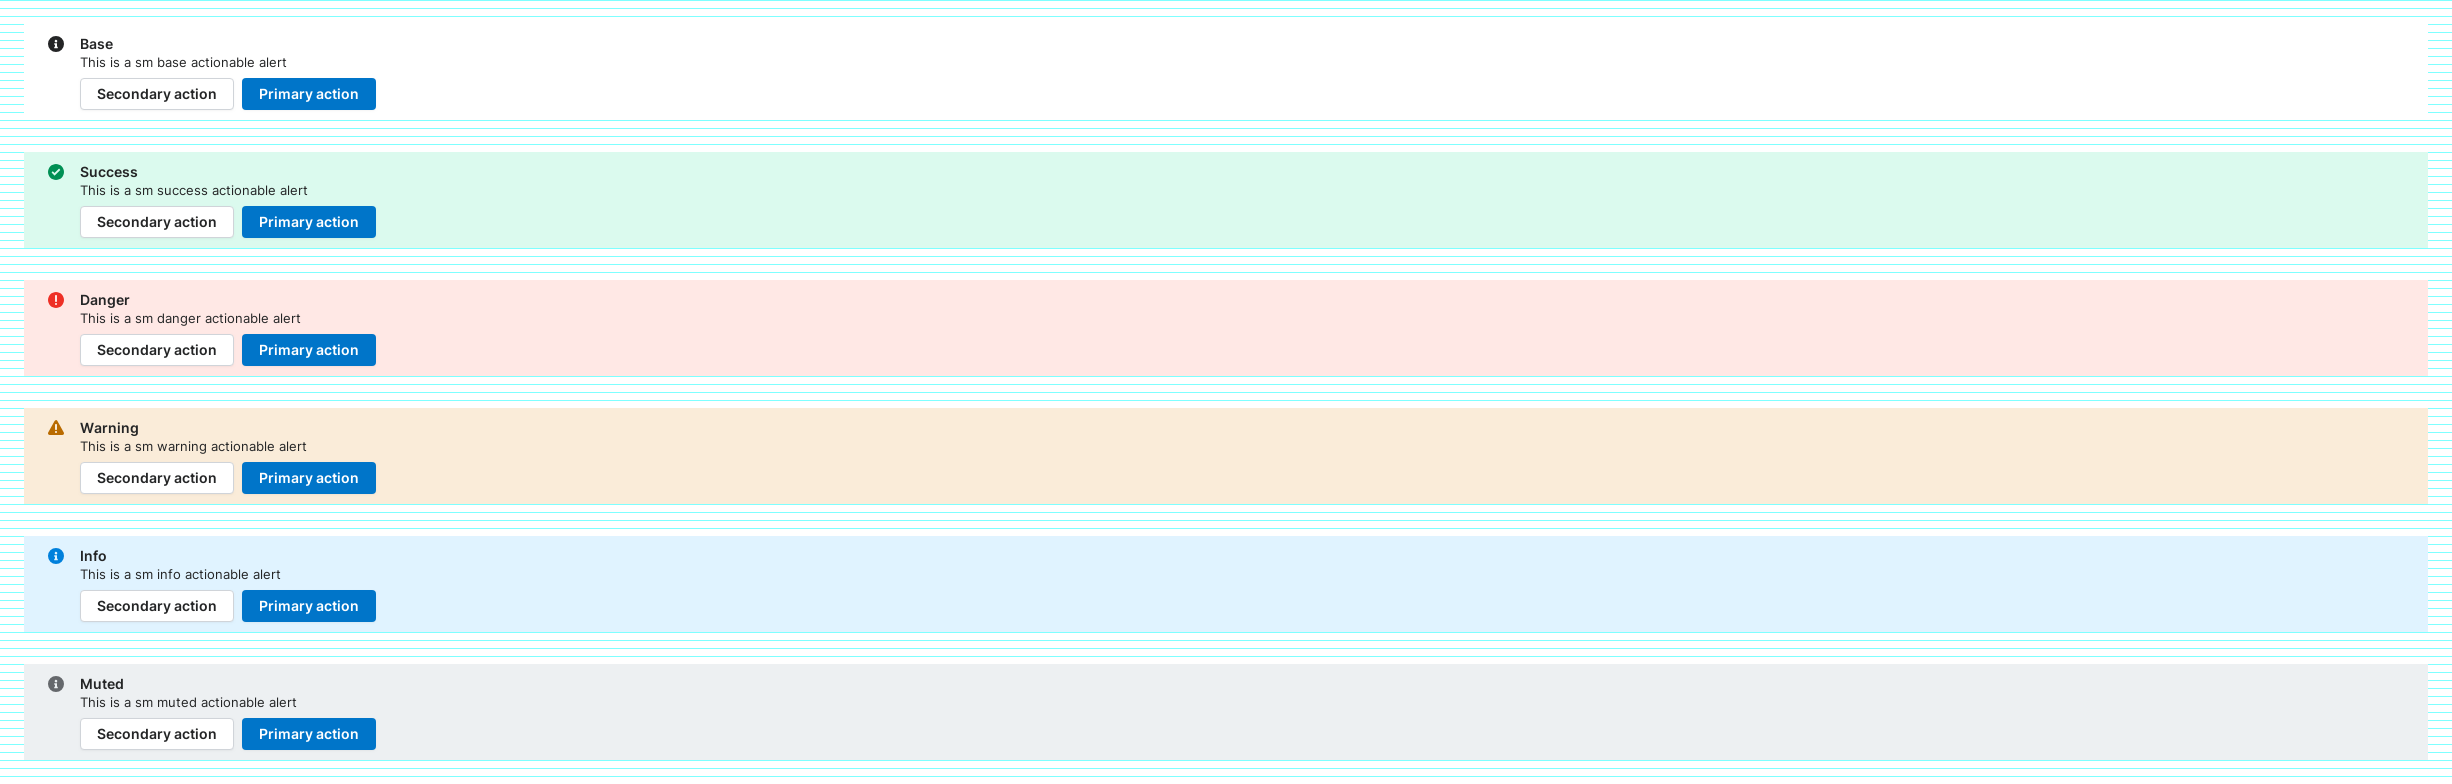 Base
This is a sm base actionable alert
Secondary action Primary action
Success
This is a sm success actionable alert
Secondary action Primary action
Danger
This is a sm danger actionable alert
Secondary action Primary action
Warning
This is a sm warning actionable alert
Secondary action Primary action
Info
This is a sm info actionable alert
Secondary action Primary action
Muted
This is a sm muted actionable alert
Secondary action Primary action